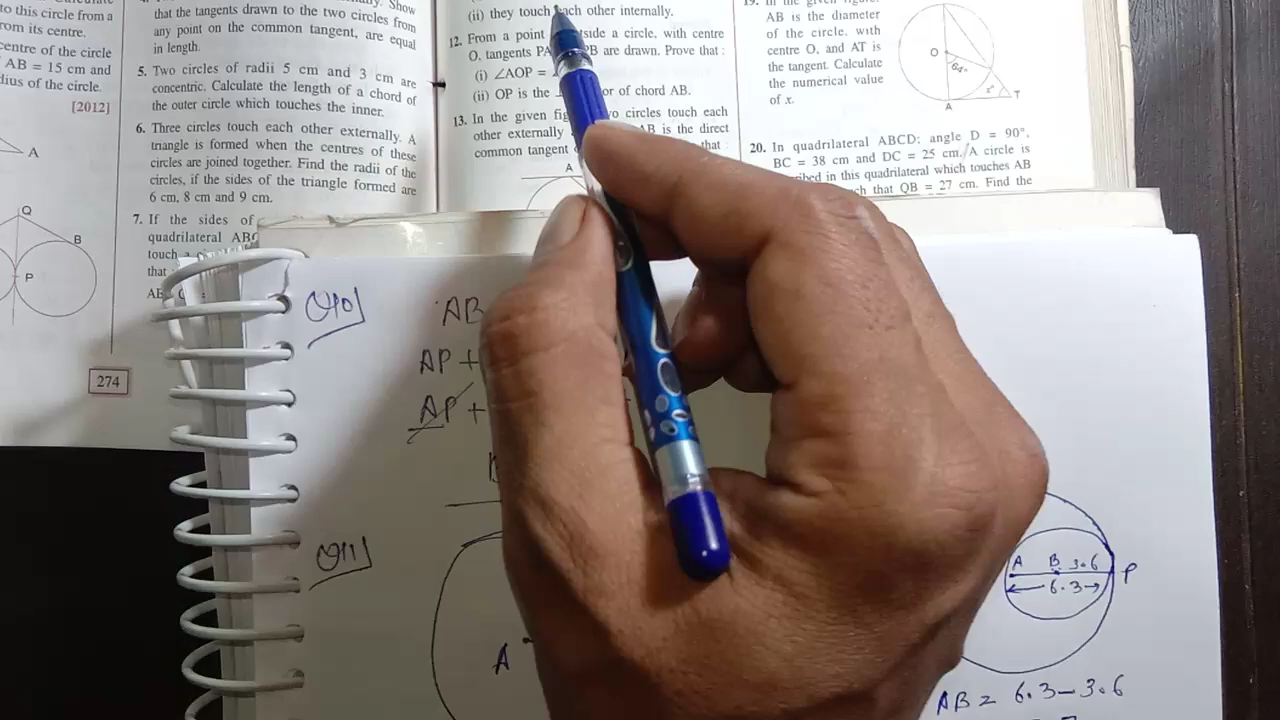 to this circle from a
om its centre.
centre of the circle
AB = 15 cm and
dius of the circle.
[2012]
A
Q
B
P
Show
that the tangents drawn to the two circles from
any point on the common tangent, are equal
in length.
5. Two circles of radii 5 cm and 3 cm are
concentric. Calculate the length of a chord of
the outer circle which touches the inner.
6. Three circles touch each other externally. A
triangle is formed when the centres of these
circles are joined together. Find the radii of the
circles, if the sides of the triangle formed are
6 cm, 8 cm and 9 cm.
7. If the sides of
quadrilateral ABC
touch a
that
274
(ii) they touch each other internally.
12. From a point outside a circle, with centre
O, tangents PA PB are drawn. Prove that :
(i) ∠AOP =
(ii) OP is the or of chord AB.
13. In the given fig wo circles touch each
other externally AB is the direct
common tangent that :
A
19. In the given figure,
AB is the diameter
of the circle, with
centre O, and AT is
the tangent. Calculate
the numerical value
of x.
O
64°
x°
A
T
20. In quadrilateral ABCD; angle D = 90°,
BC = 38 cm and DC = 25 cm. A circle is
ribed in this quadrilateral which touches AB
ch that QB = 27 cm. Find the
Q10
AB
AP +
AP +
Q11
A
A B 3.6
6.3
P
AB = 6.3 - 3.6